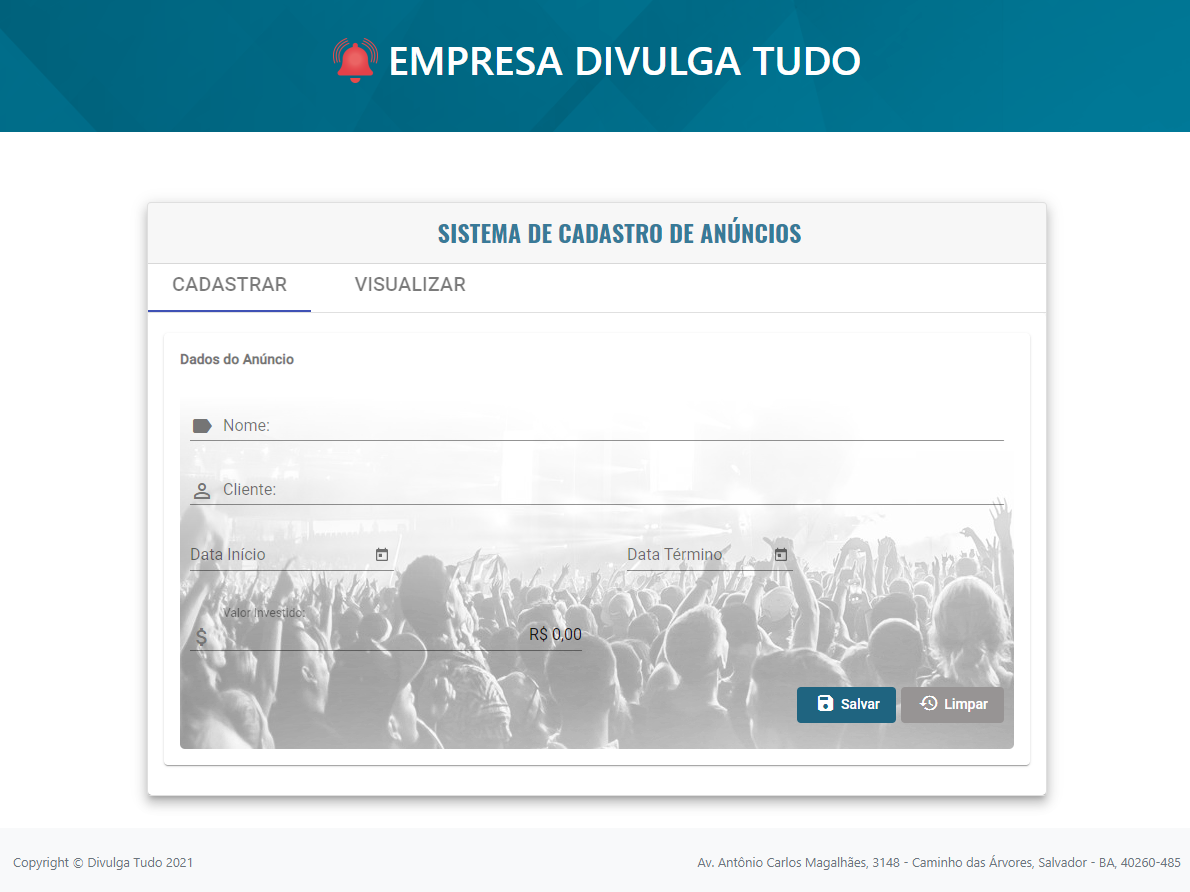 EMPRESA DIVULGA TUDO
SISTEMA DE CADASTRO DE ANÚNCIOS
CADASTRAR VISUALIZAR
Dados do Anúncio
Nome:
Cliente:
Data Início Data Término
Valor Investido:
$ R$ 0,00
Salvar Limpar
Copyright © Divulga Tudo 2021 Av. Antônio Carlos Magalhães, 3148 - Caminho das Árvores, Salvador - BA, 40260-485